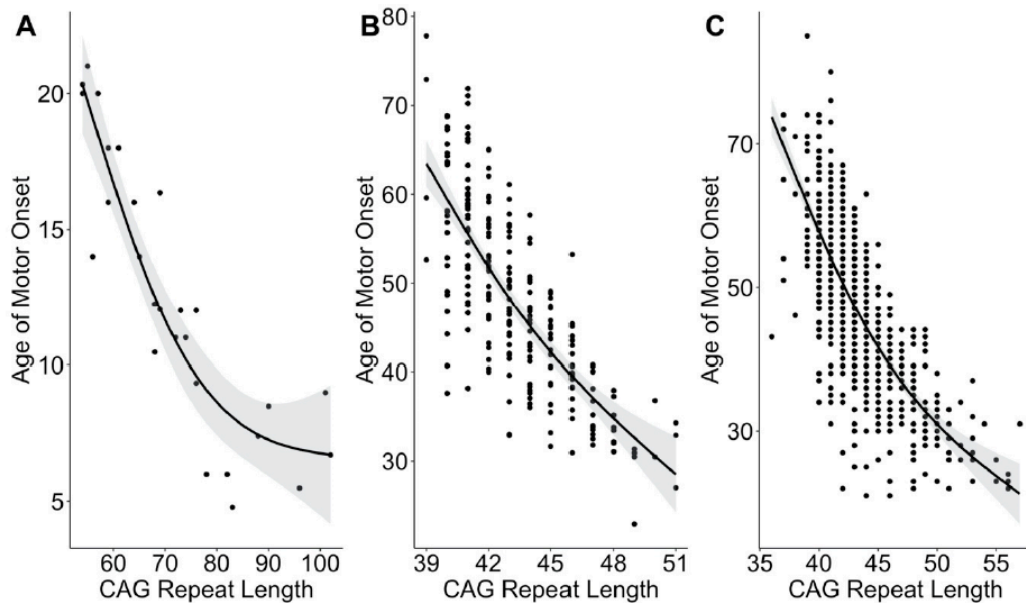 A
Age of Motor Onset
20
15
10
5
60 70 80 90 100
CAG Repeat Length
B
Age of Motor Onset
80
70
60
50
40
30
39 42 45 48 51
CAG Repeat Length
C
Age of Motor Onset
70
50
30
35 40 45 50 55
CAG Repeat Length